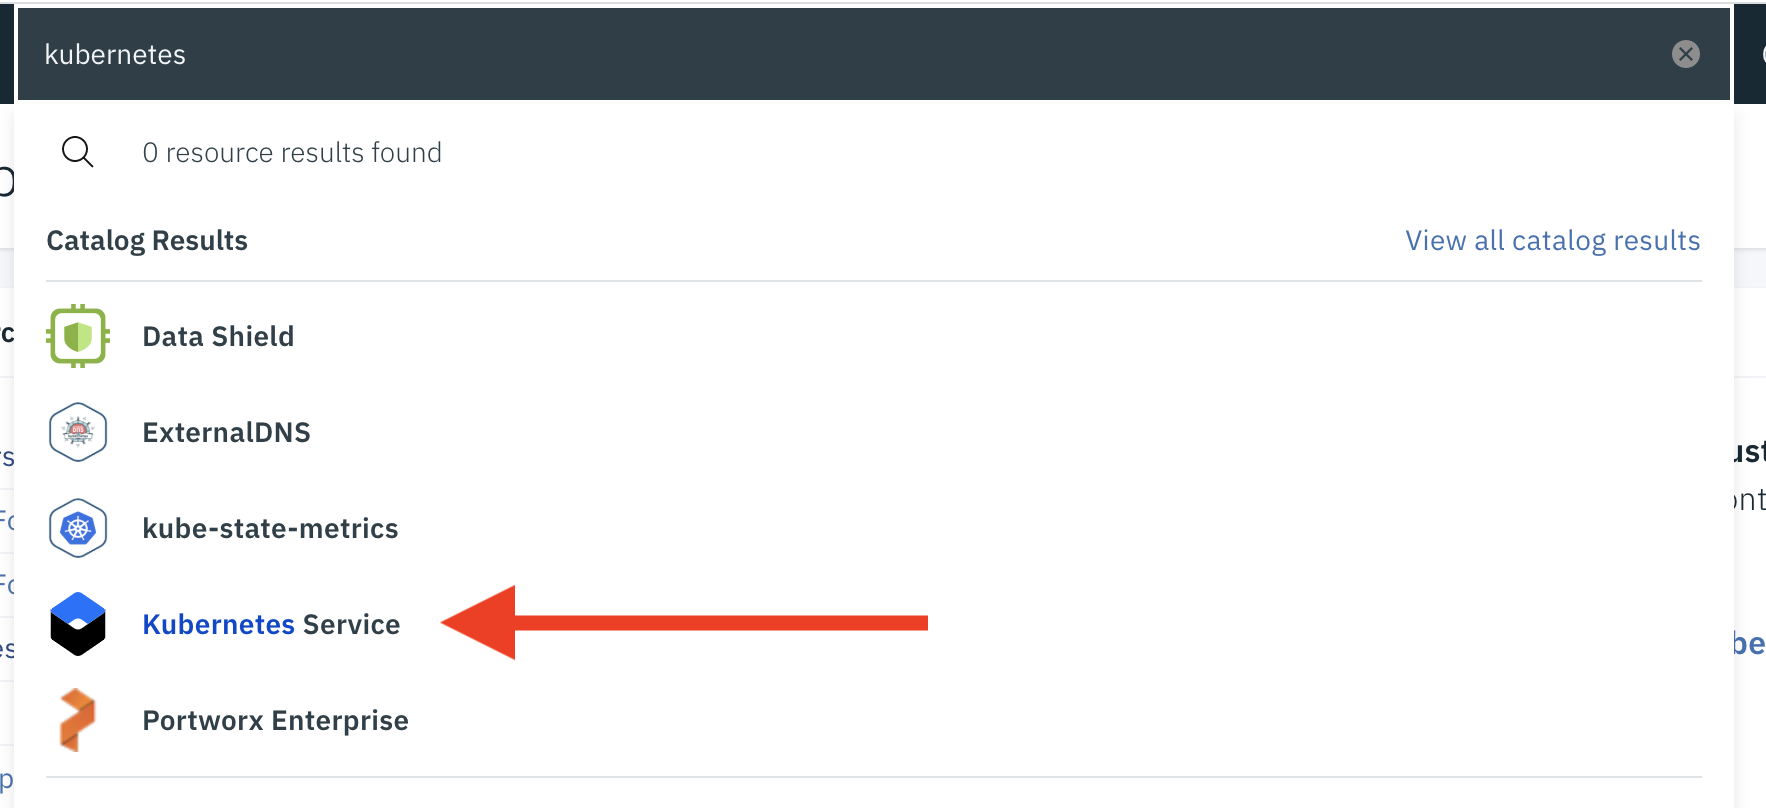 kubernetes
0 resource results found
Catalog Results
View all catalog results
Data Shield
ExternalDNS
kube-state-metrics
Kubernetes Service
Portworx Enterprise